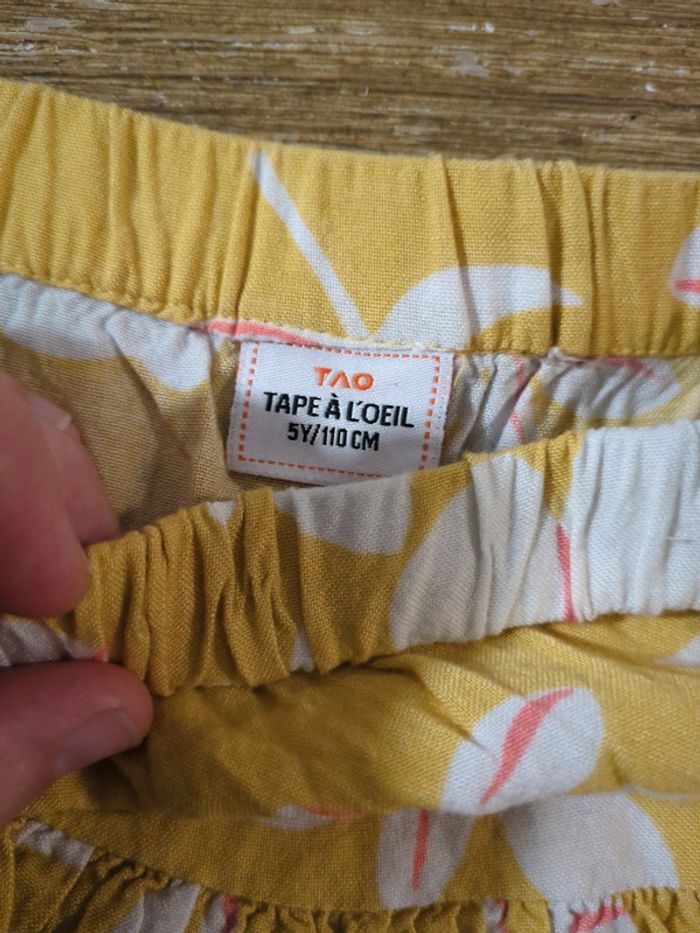 TAO
TAPE À L'OEIL
5Y/110 CM